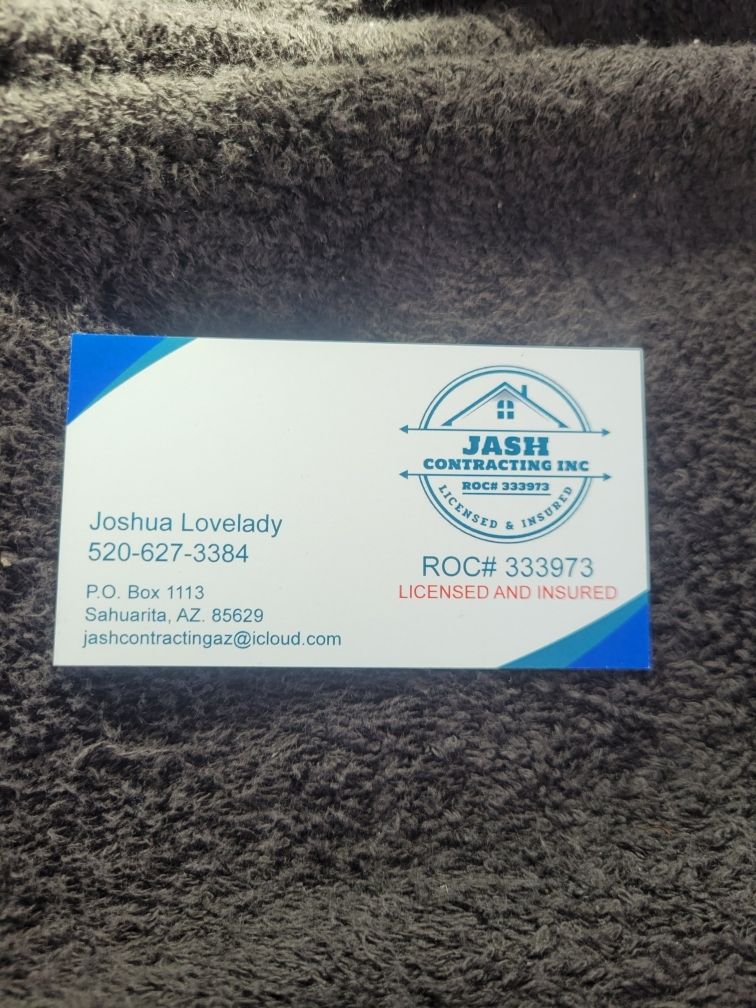 JASH
CONTRACTING INC
ROC# 333973
LICENSED & INSURED
Joshua Lovelady
520-627-3384
P.O. Box 1113
Sahuarita, AZ. 85629
jashcontractingaz@icloud.com
ROC# 333973
LICENSED AND INSURED